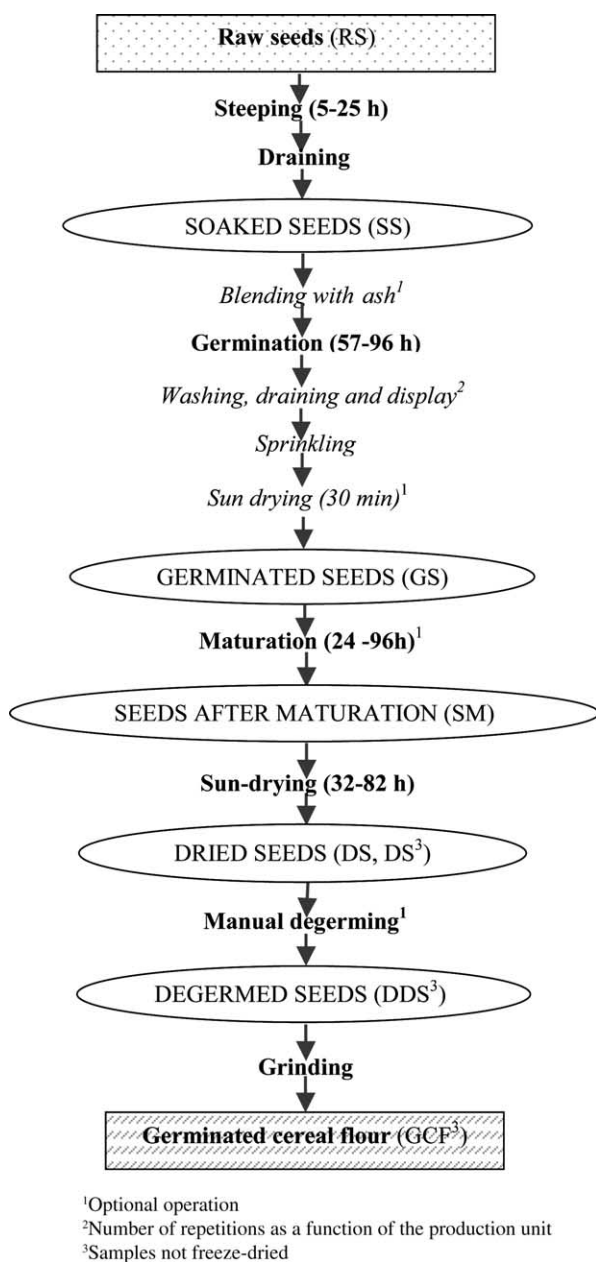 Raw seeds (RS)
Steeping (5-25 h)
Draining
SOAKED SEEDS (SS)
Blending with ash¹
Germination (57-96 h)
Washing, draining and display²
Sprinkling
Sun drying (30 min)¹
GERMINATED SEEDS (GS)
Maturation (24 -96h)¹
SEEDS AFTER MATURATION (SM)
Sun-drying (32-82 h)
DRIED SEEDS (DS, DS³)
Manual degerming¹
DEGERMED SEEDS (DDS³)
Grinding
Germinated cereal flour (GCF³)
¹Optional operation
²Number of repetitions as a function of the production unit
³Samples not freeze-dried